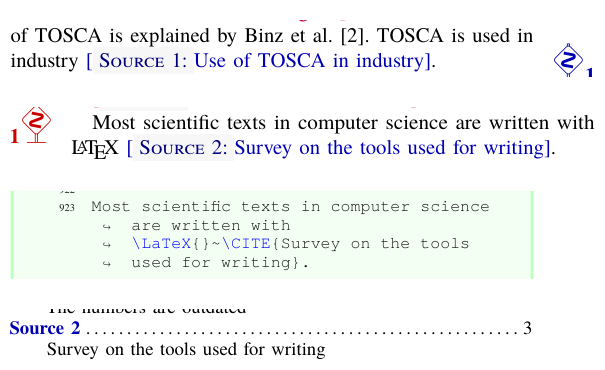 of TOSCA is explained by Binz et al. [2]. TOSCA is used in
industry [ Source 1: Use of TOSCA in industry].
1
1
Most scientific texts in computer science are written with
LaTeX [ Source 2: Survey on the tools used for writing].
923 Most scientific texts in computer science
↪ are written with
↪ \LaTeX{}~\CITE{Survey on the tools
↪ used for writing}.
The numbers are outdated
Source 2 . . . . . . . . . . . . . . . . . . . . . . . . . . . . . . . . . . . . . . . . . . . . . . . . . . . . . . 3
Survey on the tools used for writing